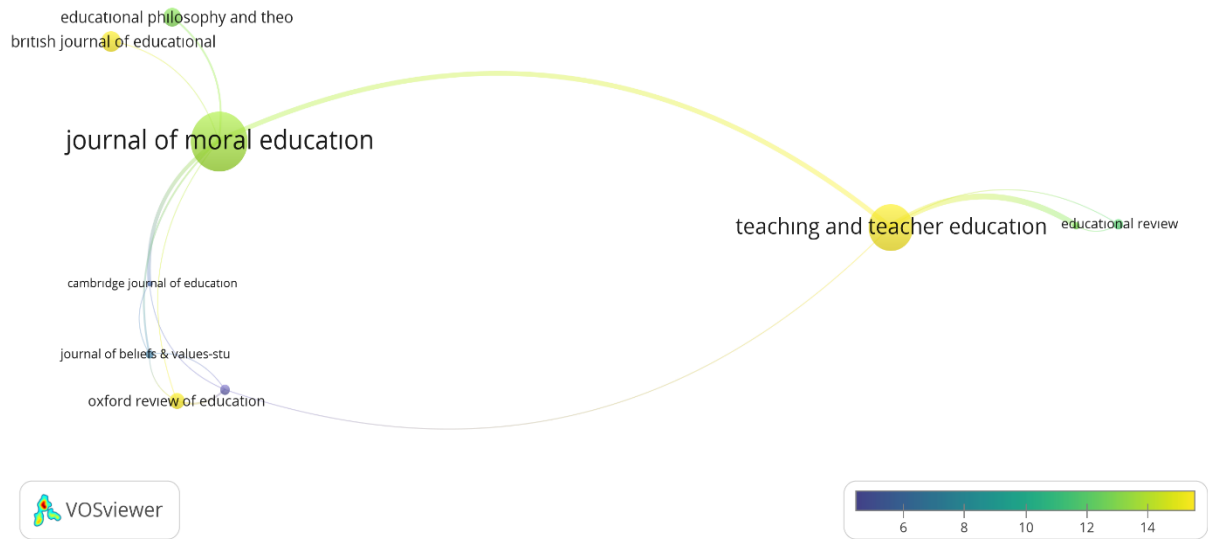 educational philosophy and theo
british journal of educational
journal of moral education
teaching and teacher education
educational review
cambridge journal of education
journal of beliefs & values-stu
oxford review of education
VOSviewer
6 8 10 12 14